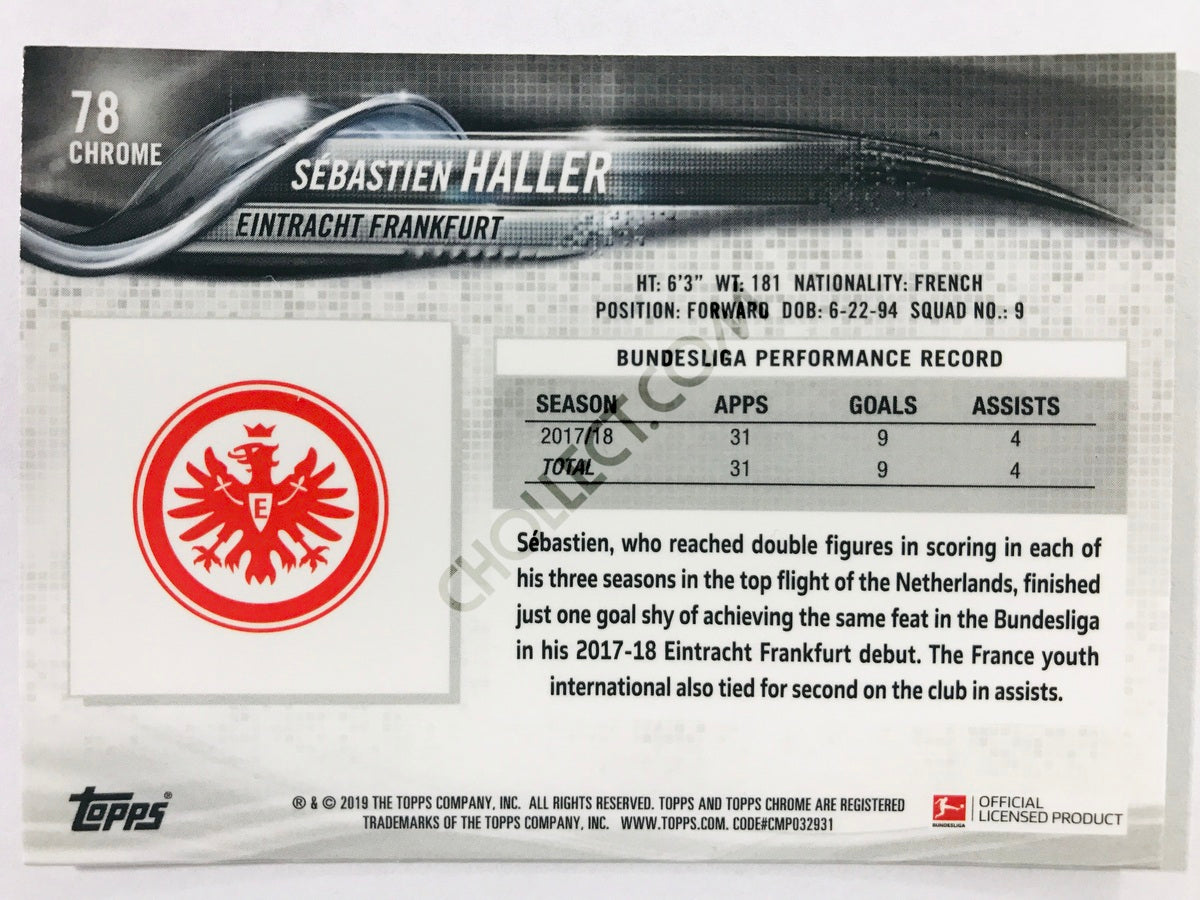 78
CHROME
SÉBASTIEN HALLER
EINTRACHT FRANKFURT
HT: 6'3" WT: 181 NATIONALITY: FRENCH
POSITION: FORWARD DOB: 6-22-94 SQUAD NO.: 9
BUNDESLIGA PERFORMANCE RECORD
SEASON APPS GOALS ASSISTS
2017/18 31 9 4
TOTAL 31 9 4
E
Sébastien, who reached double figures in scoring in each of
his three seasons in the top flight of the Netherlands, finished
just one goal shy of achieving the same feat in the Bundesliga
in his 2017-18 Eintracht Frankfurt debut. The France youth
international also tied for second on the club in assists.
CHOLLECT.COM
Topps®
® & © 2019 THE TOPPS COMPANY, INC. ALL RIGHTS RESERVED. TOPPS AND TOPPS CHROME ARE REGISTERED
TRADEMARKS OF THE TOPPS COMPANY, INC. WWW.TOPPS.COM. CODE#CMP032931
BUNDESLIGA
OFFICIAL
LICENSED PRODUCT